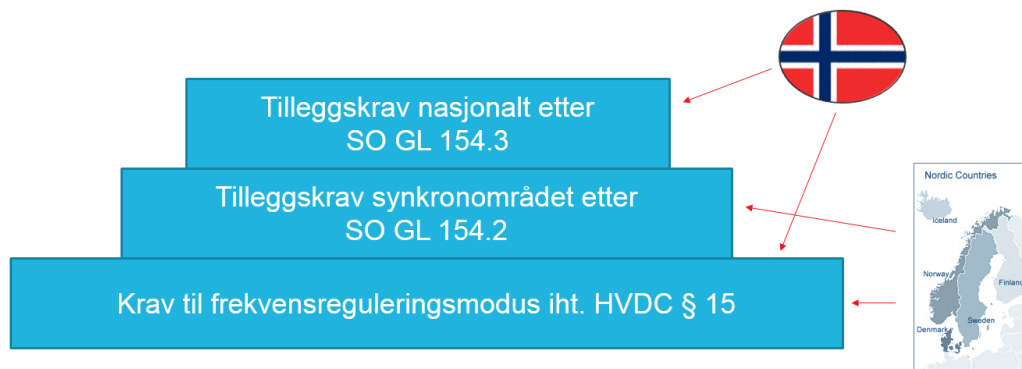 Tilleggskrav nasjonalt etter
SO GL 154.3
Tilleggskrav synkronområdet etter
SO GL 154.2
Krav til frekvensreguleringsmodus iht. HVDC § 15
Nordic Countries
Iceland
Norway
Finland
Sweden
Denmark